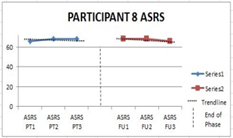 PARTICIPANT 8 ASRS
60
40
20
0
ASRS PT1
ASRS PT2
ASRS PT3
ASRS FU1
ASRS FU2
ASRS FU3
Series1
Series2
Trendline
End of
Phase